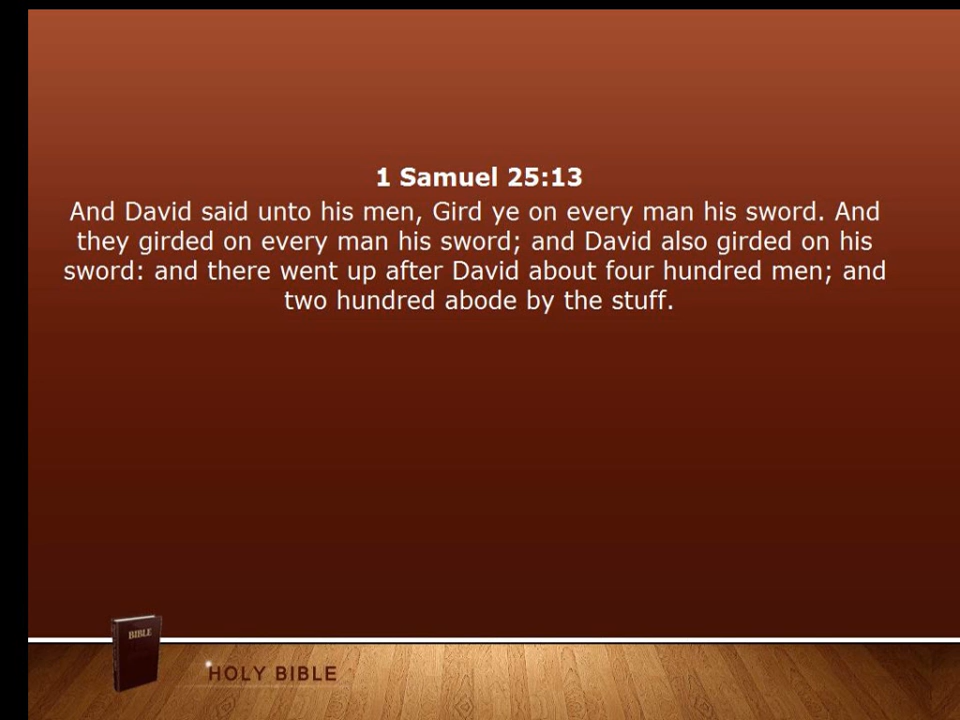 1 Samuel 25:13
And David said unto his men, Gird ye on every man his sword. And
they girded on every man his sword; and David also girded on his
sword: and there went up after David about four hundred men; and
two hundred abode by the stuff.
BIBLE
HOLY BIBLE